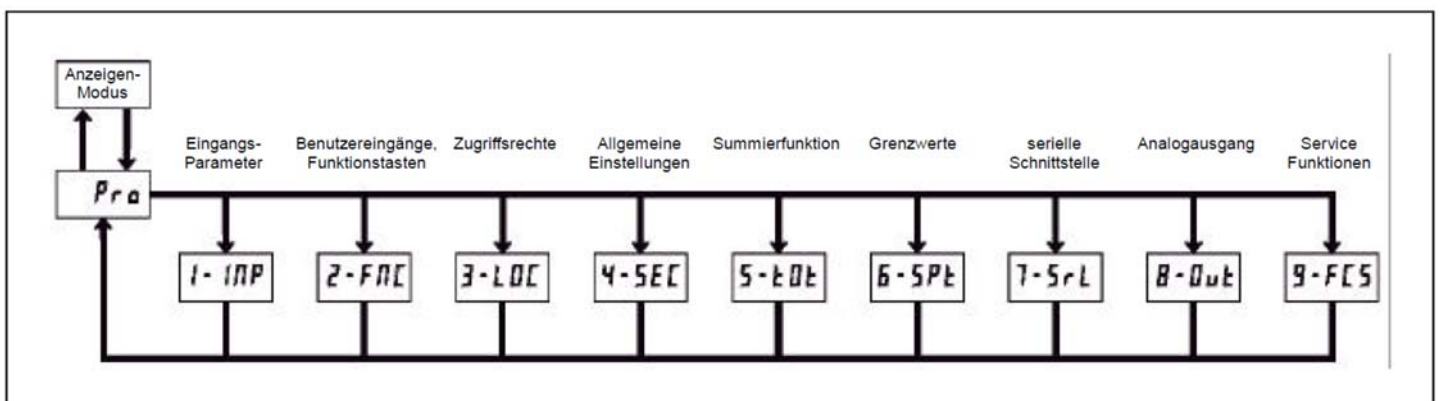 Anzeigen-
Modus
Eingangs-
Parameter
Benutzereingänge,
Funktionstasten
Zugriffsrechte
Allgemeine
Einstellungen
Summierfunktion
Grenzwerte
serielle
Schnittstelle
Analogausgang
Service
Funktionen
Pro
1-INP
2-FNC
3-LOC
4-SEC
5-tOt
6-SPt
7-SrL
8-Out
9-FCS